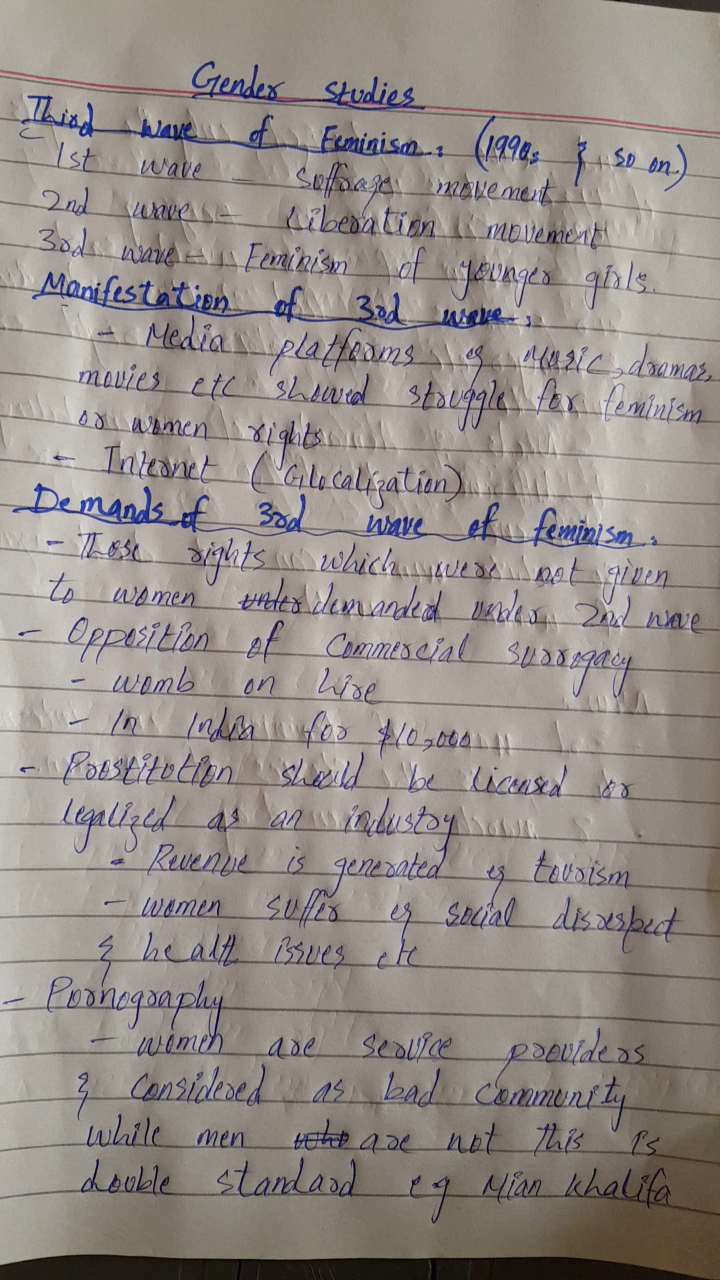 Gender Studies
Third wave of Feminism: (1990s & so on.)
1st wave - Suffrage movement
2nd wave - Liberation movement
3rd wave - Feminism of younger girls.
Manifestation of 3rd wave:
- Media platforms eg Music, dramas,
movies etc showed struggle for feminism
or women rights
- Internet (Glocalization)
Demands of 3rd wave of feminism:
- Those rights which were not given
to women under demanded under 2nd wave
- Opposition of Commercial Surrogacy
- womb on hire
- In India for $10,000
- Prostitution should be licensed or
legalized as an industry
- Revenue is generated eg tourism
- women suffer eg social disrespect
& health issues etc
- Pornography
- women are service providers
& considered as bad community
while men who are not this is
double standard eg Mian Khalifa